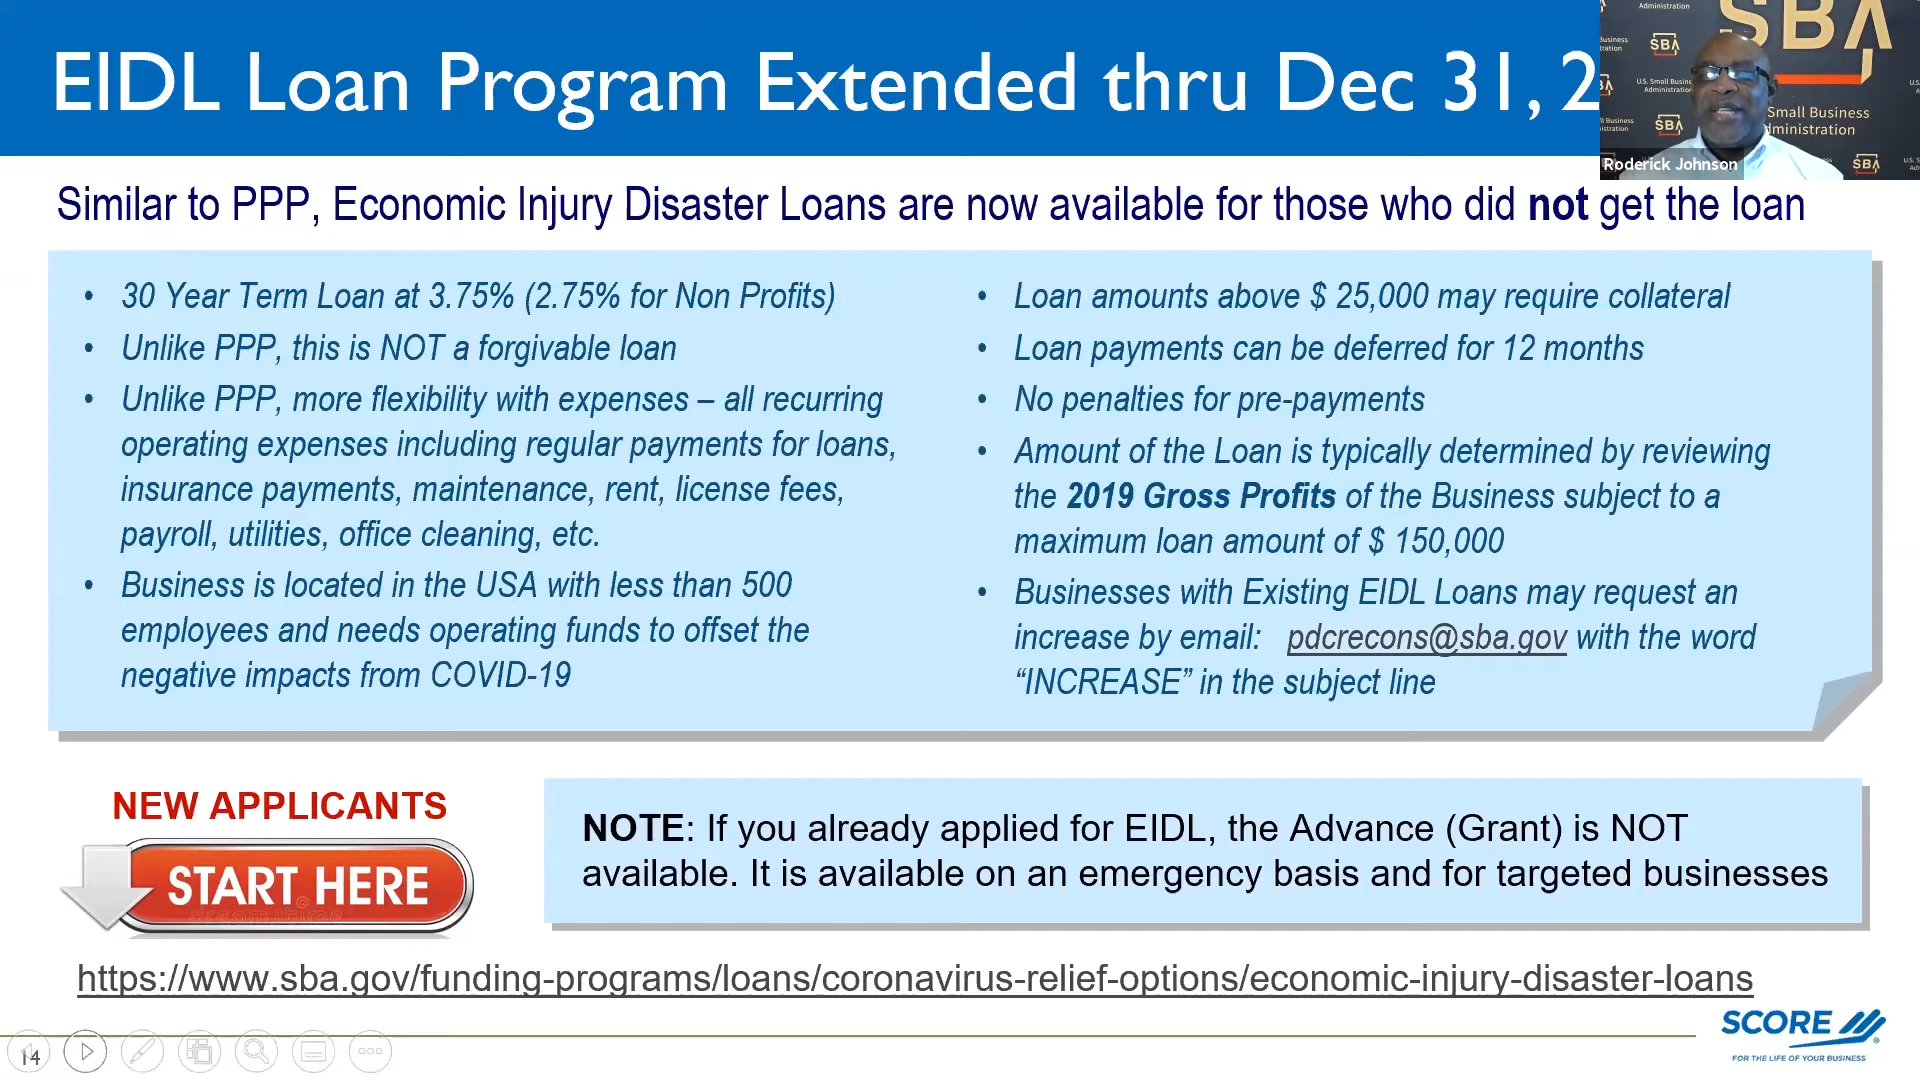 EIDL Loan Program Extended thru Dec 31, 2
Administration
SBA
Business
SBA
U.S. Small Business
Administration
Small Business
Administration
SBA
SBA
Roderick Johnson
Similar to PPP, Economic Injury Disaster Loans are now available for those who did not get the loan
• 30 Year Term Loan at 3.75% (2.75% for Non Profits)
• Unlike PPP, this is NOT a forgivable loan
• Unlike PPP, more flexibility with expenses – all recurring
operating expenses including regular payments for loans,
insurance payments, maintenance, rent, license fees,
payroll, utilities, office cleaning, etc.
• Business is located in the USA with less than 500
employees and needs operating funds to offset the
negative impacts from COVID-19
• Loan amounts above $ 25,000 may require collateral
• Loan payments can be deferred for 12 months
• No penalties for pre-payments
• Amount of the Loan is typically determined by reviewing
the 2019 Gross Profits of the Business subject to a
maximum loan amount of $ 150,000
• Businesses with Existing EIDL Loans may request an
increase by email: pdcrecons@sba.gov with the word
“INCREASE” in the subject line
NEW APPLICANTS
START HERE
NOTE: If you already applied for EIDL, the Advance (Grant) is NOT
available. It is available on an emergency basis and for targeted businesses
https://www.sba.gov/funding-programs/loans/coronavirus-relief-options/economic-injury-disaster-loans
14
SCORE
FOR THE LIFE OF YOUR BUSINESS